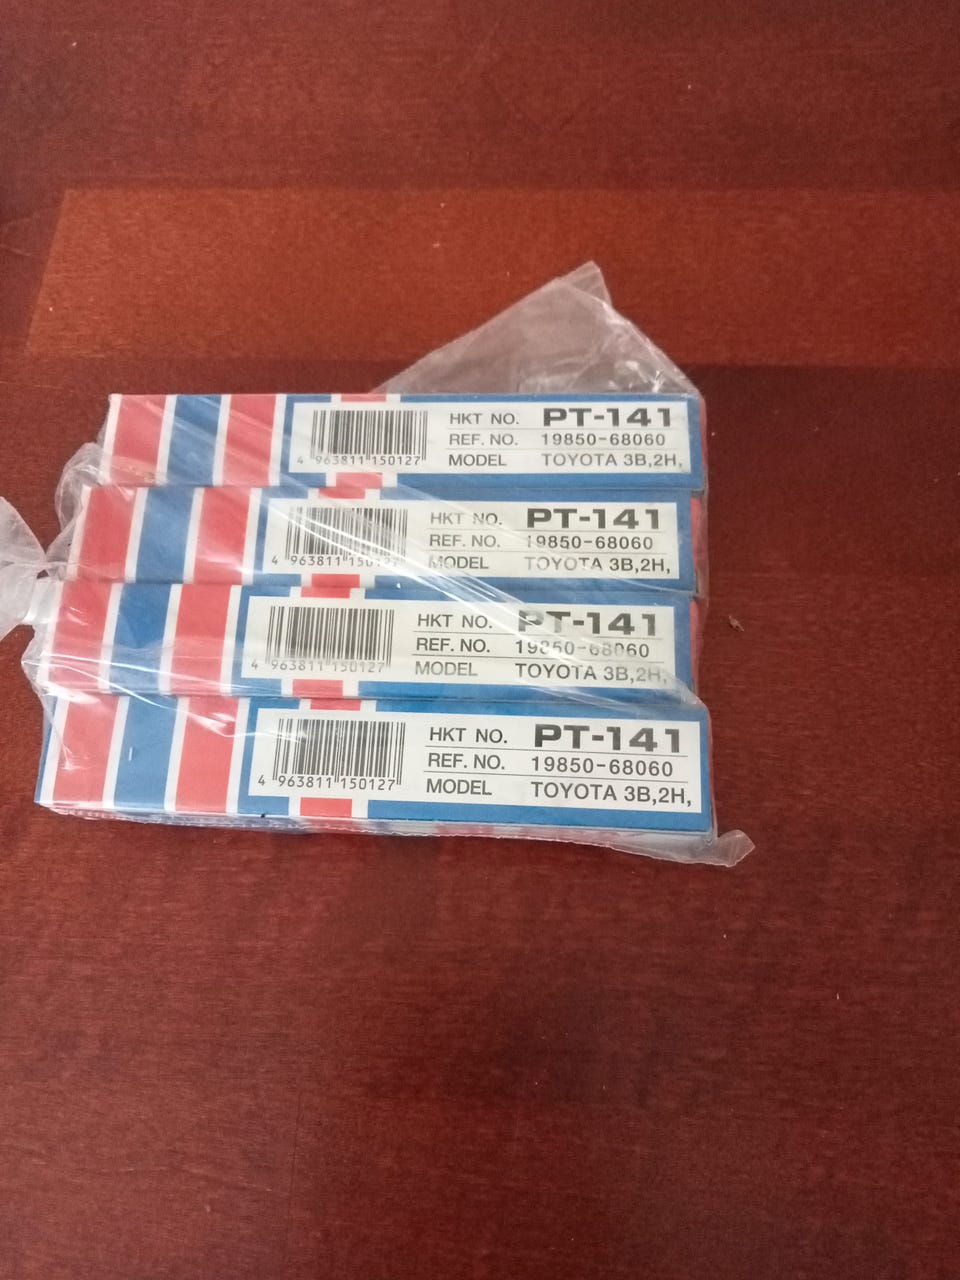 HKT NO. PT-141
REF. NO. 19850-68060
MODEL TOYOTA 3B,2H,
4 963811 150127
HKT NO. PT-141
REF. NO. 19850-68060
MODEL TOYOTA 3B,2H,
4 963811 150127
HKT NO. PT-141
REF. NO. 19850-68060
MODEL TOYOTA 3B,2H,
4 963811 150127
HKT NO. PT-141
REF. NO. 19850-68060
MODEL TOYOTA 3B,2H,
4 963811 150127